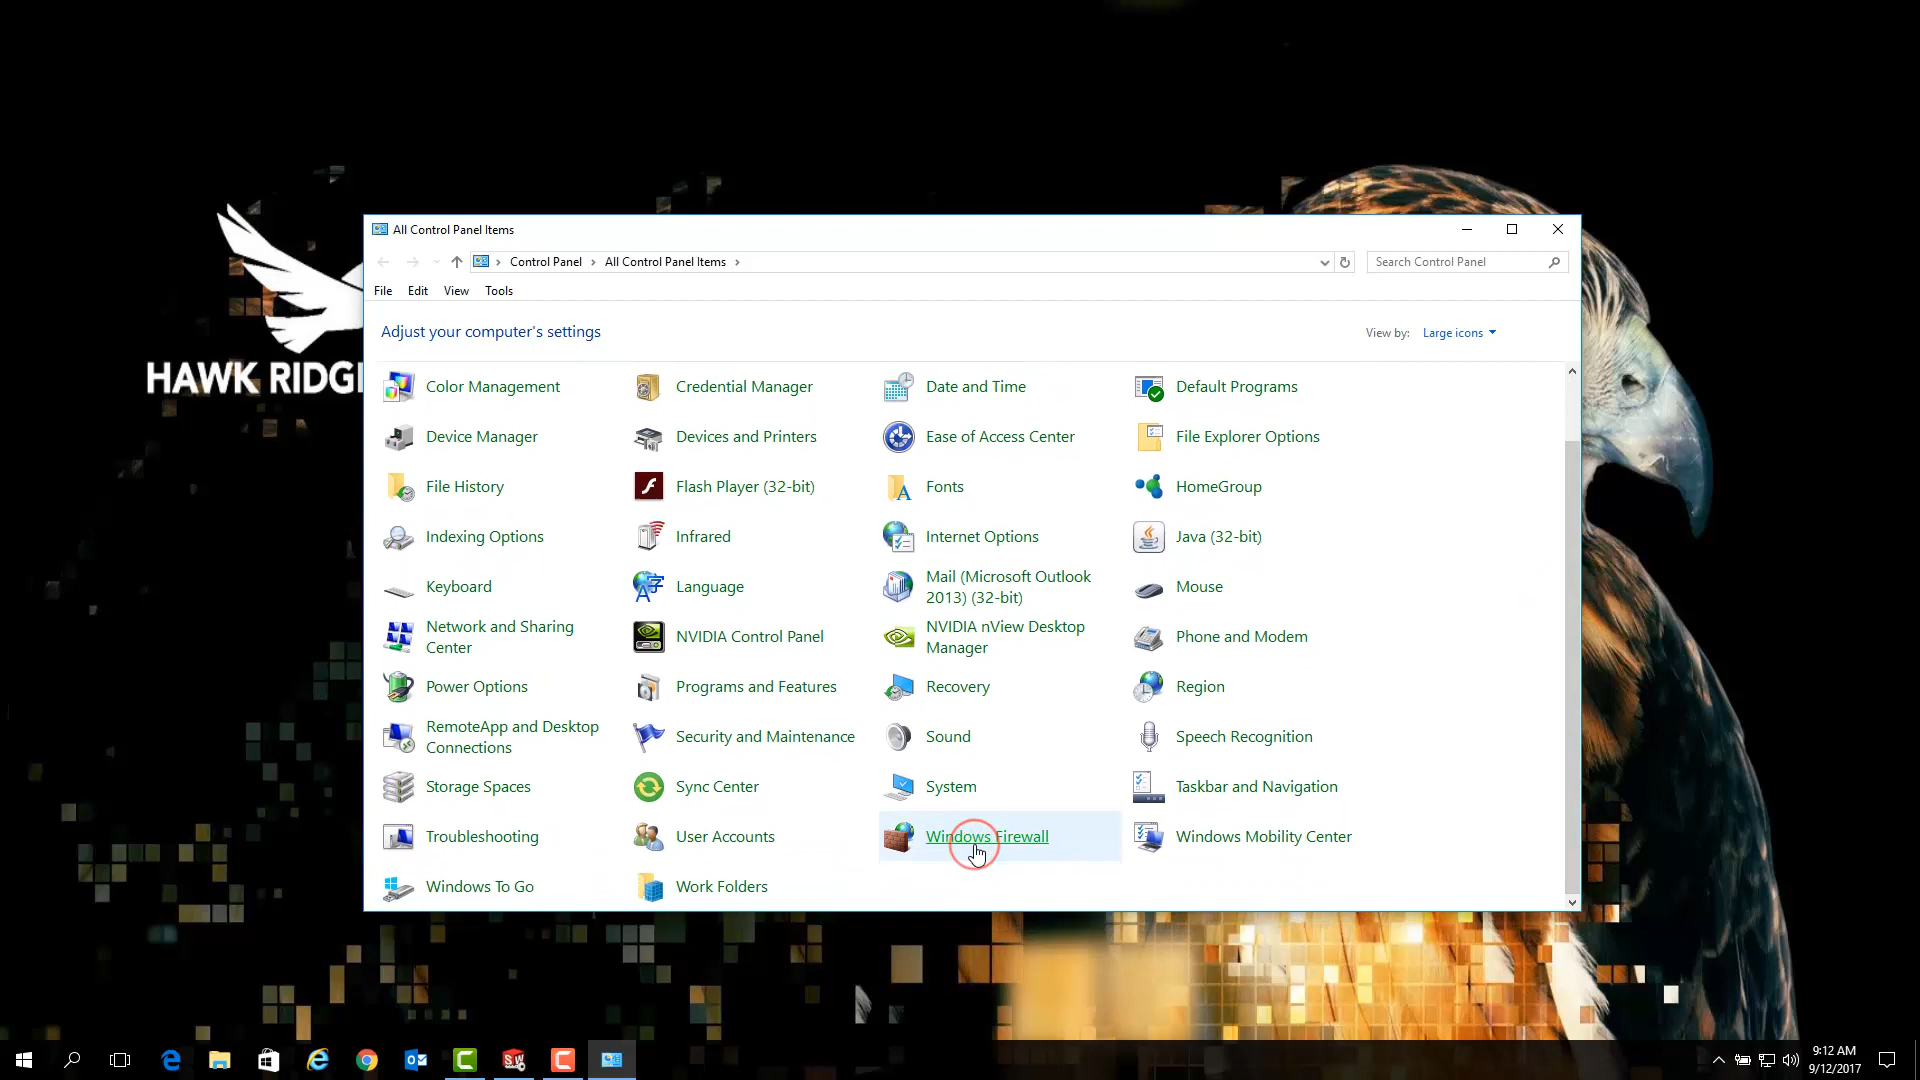 HAWK RIDG
All Control Panel Items
Control Panel
All Control Panel Items
Search Control Panel
File Edit View Tools
Adjust your computer's settings
View by: Large icons
Color Management
Credential Manager
Date and Time
Default Programs
Device Manager
Devices and Printers
Ease of Access Center
File Explorer Options
File History
Flash Player (32-bit)
Fonts
HomeGroup
Indexing Options
Infrared
Internet Options
Java (32-bit)
Keyboard
Language
Mail (Microsoft Outlook
2013) (32-bit)
Mouse
Network and Sharing
Center
NVIDIA Control Panel
NVIDIA nView Desktop
Manager
Phone and Modem
Power Options
Programs and Features
Recovery
Region
RemoteApp and Desktop
Connections
Security and Maintenance
Sound
Speech Recognition
Storage Spaces
Sync Center
System
Taskbar and Navigation
Troubleshooting
User Accounts
Windows Firewall
Windows Mobility Center
Windows To Go
Work Folders
9:12 AM
9/12/2017